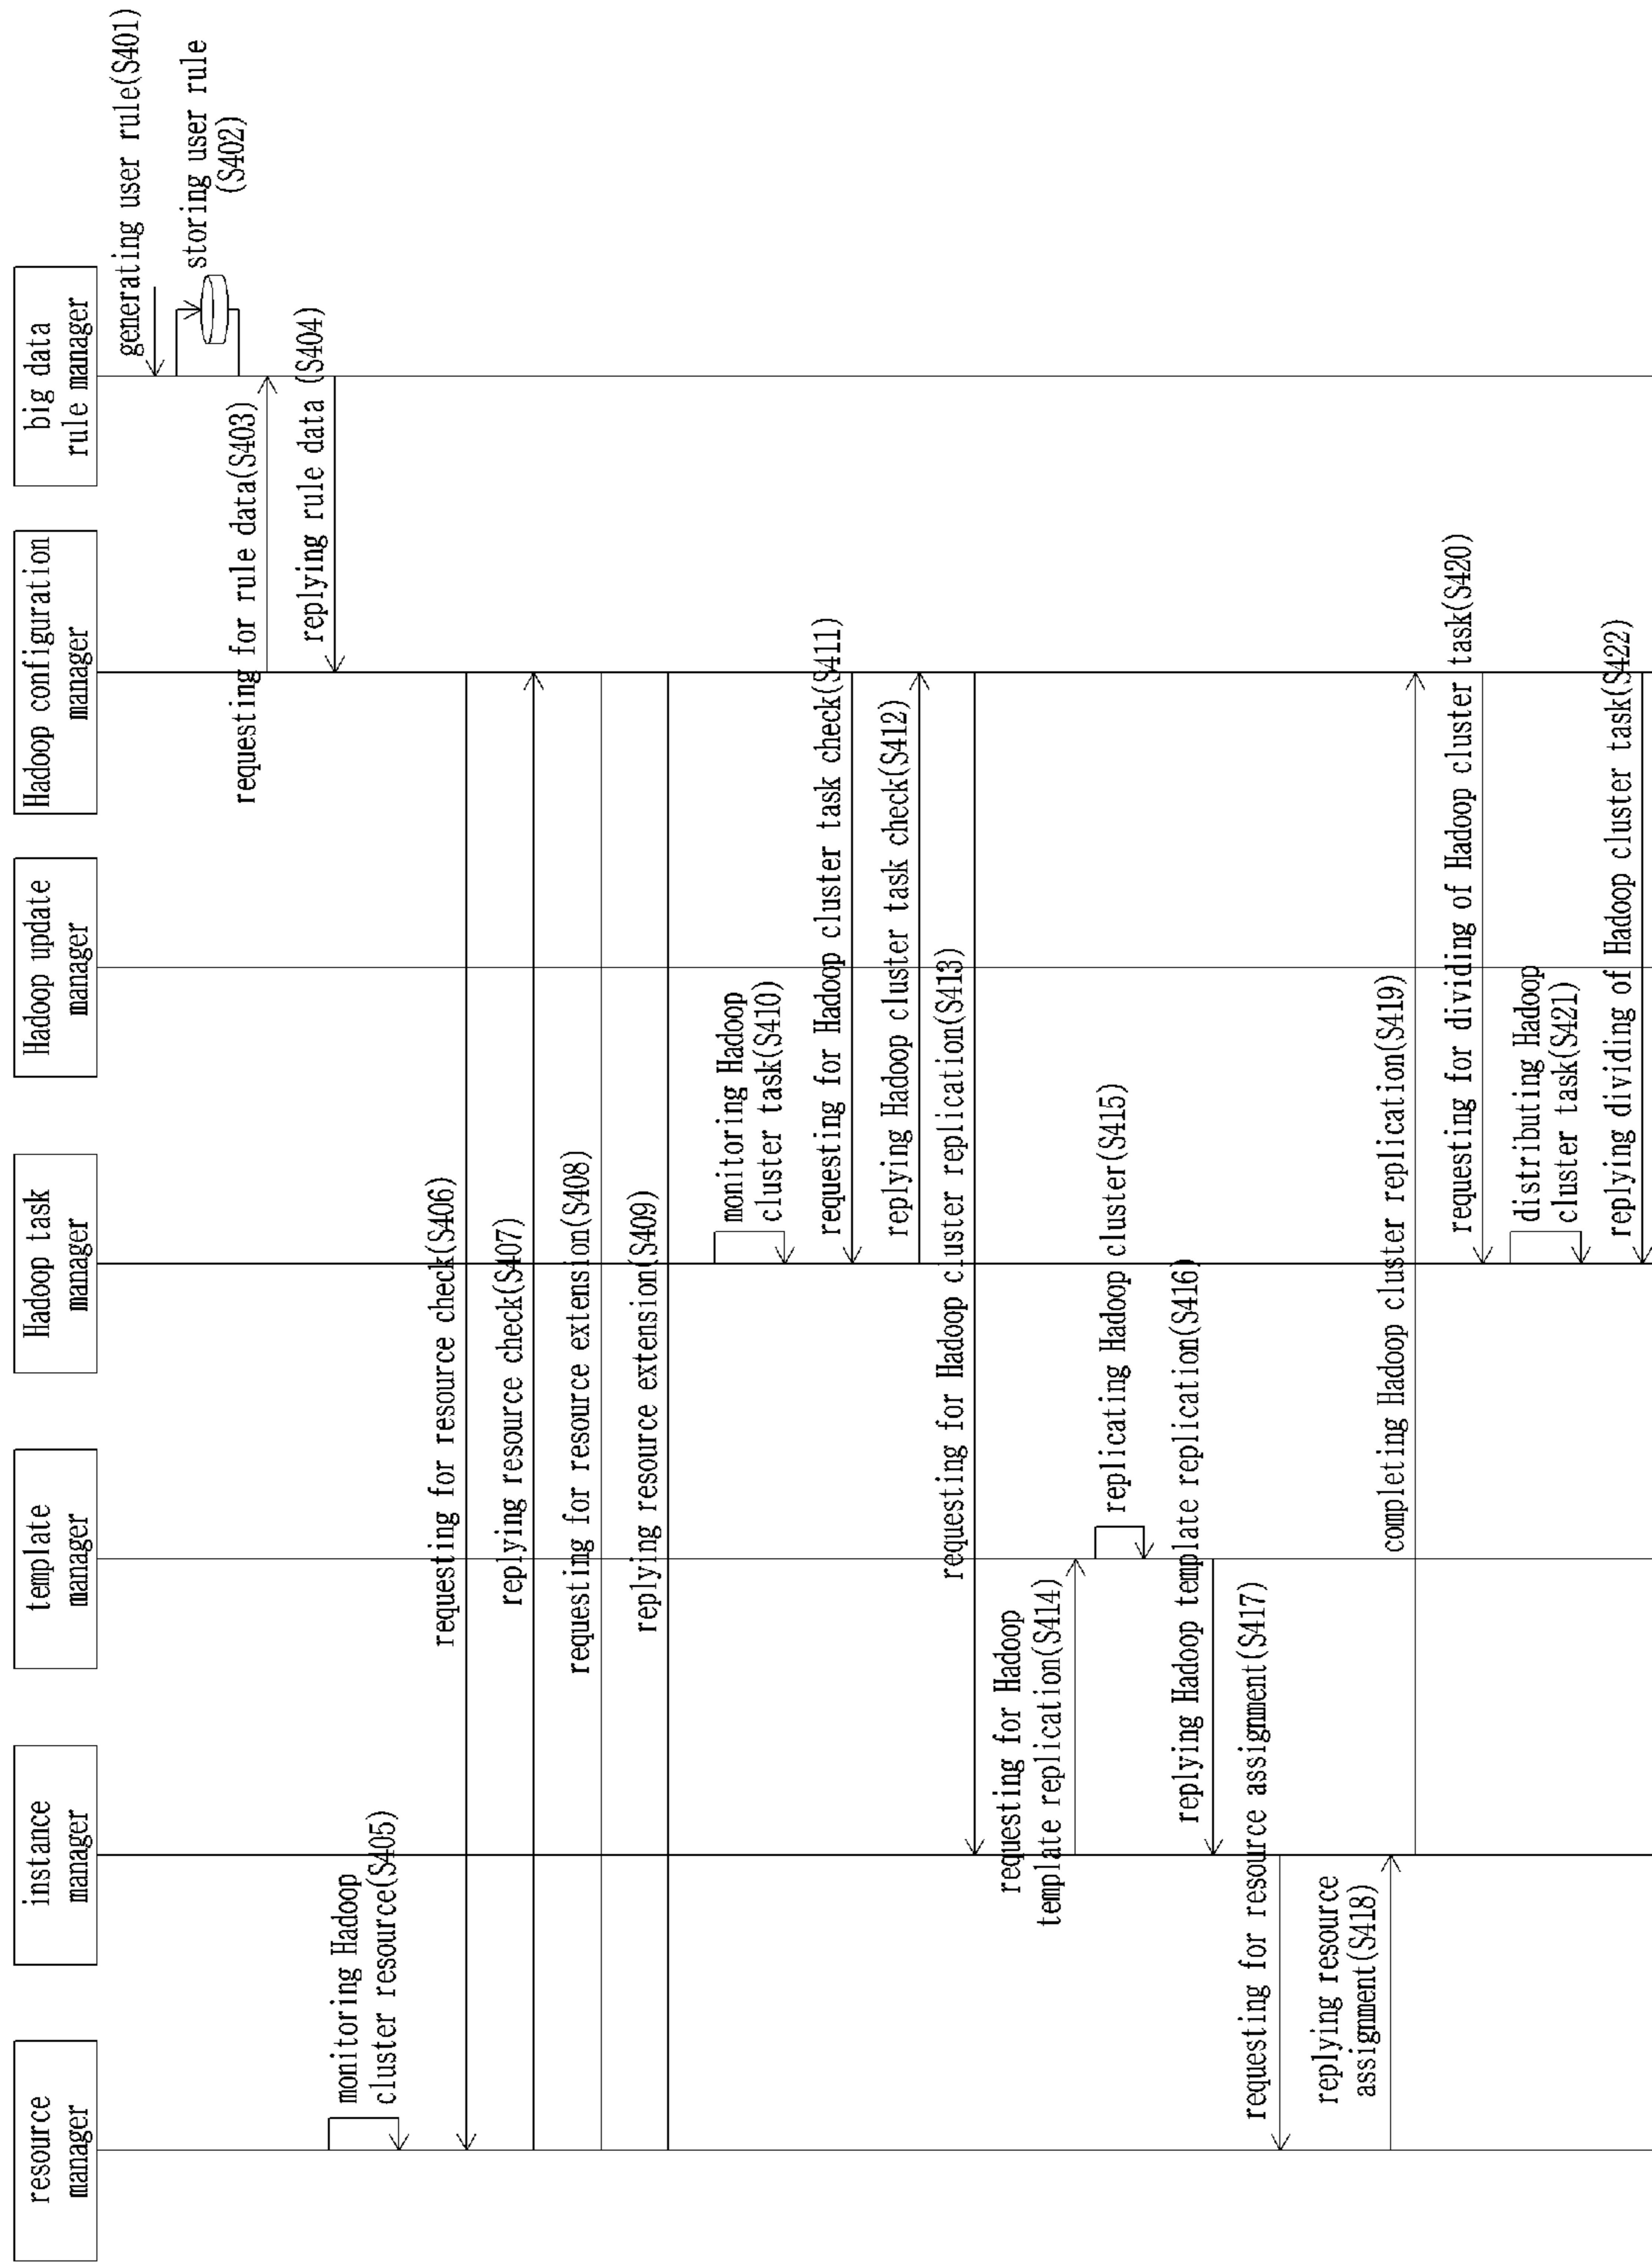 resource
manager
instance
manager
template
manager
Hadoop task
manager
Hadoop update
manager
Hadoop configuration
manager
big data
rule manager
generating user rule(S401)
storing user rule
(S402)
requesting for rule data(S403)
replying rule data (S404)
monitoring Hadoop
cluster resource(S405)
requesting for resource check(S406)
replying resource check(S407)
requesting for resource extension(S408)
replying resource extension(S409)
monitoring Hadoop
cluster task(S410)
requesting for Hadoop cluster task check(S411)
replying Hadoop cluster task check(S412)
requesting for Hadoop cluster replication(S413)
requesting for Hadoop
template replication(S414)
replicating Hadoop cluster(S415)
replying Hadoop template replication(S416)
requesting for resource assignment(S417)
replying resource
assignment(S418)
completing Hadoop cluster replication(S419)
requesting for dividing of Hadoop cluster task(S420)
distributing Hadoop
cluster task(S421)
replying dividing of Hadoop cluster task(S422)